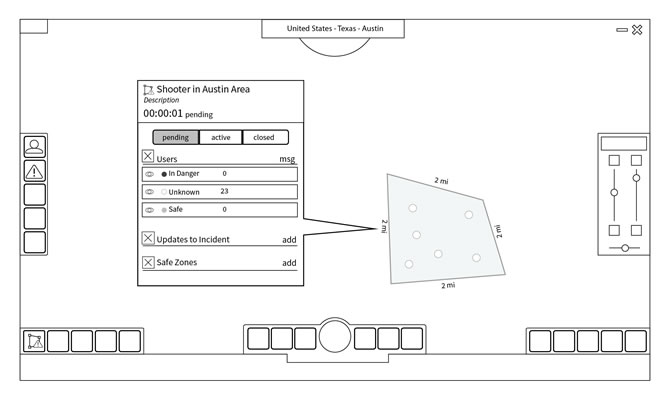 United States - Texas - Austin
Shooter in Austin Area
Description
00:00:01 pending
pending active closed
Users msg
In Danger 0
Unknown 23
Safe 0
Updates to Incident add
Safe Zones add
2 mi
2 mi
2 mi
2 mi